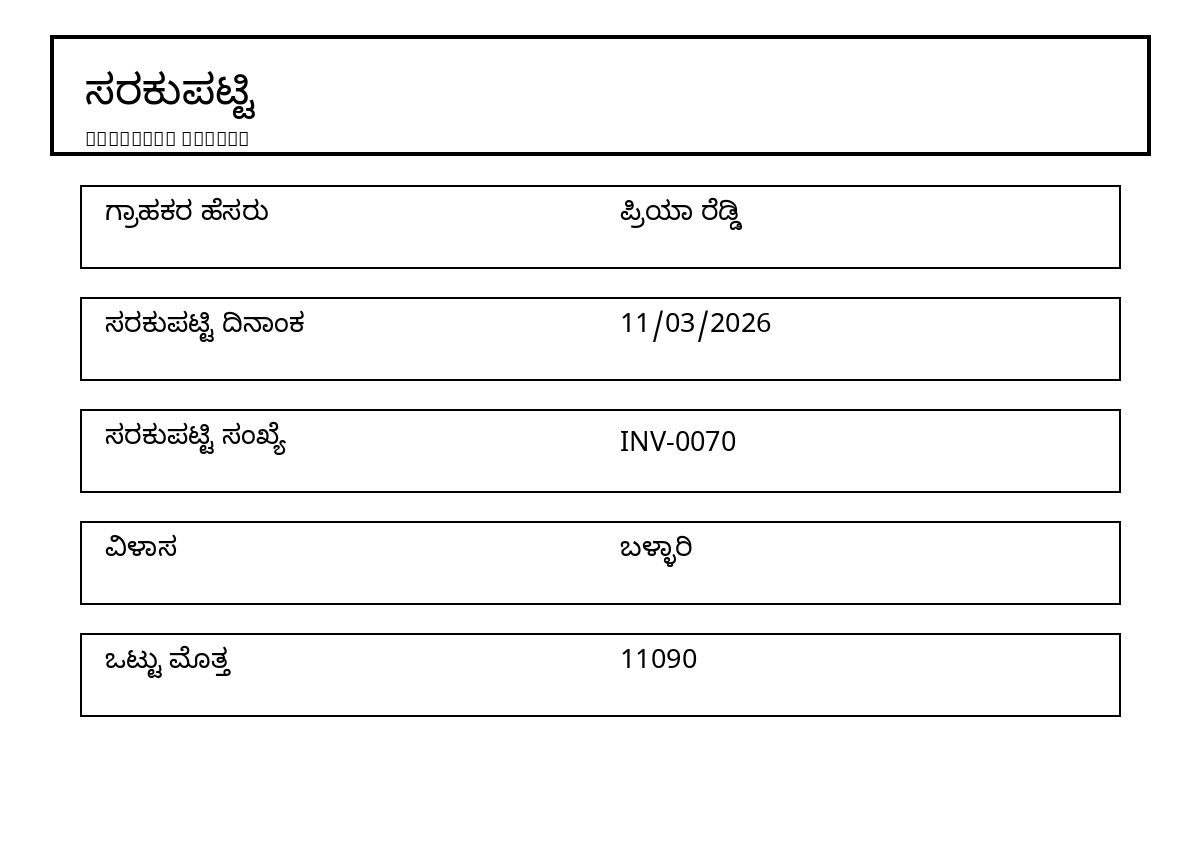 ಸರಕುಪಟ್ಟಿ
ಗ್ರಾಹಕರ ಹೆಸರು ಪ್ರಿಯಾ ರೆಡ್ಡಿ
ಸರಕುಪಟ್ಟಿ ದಿನಾಂಕ 11/03/2026
ಸರಕುಪಟ್ಟಿ ಸಂಖ್ಯೆ INV-0070
ವಿಳಾಸ ಬಳ್ಳಾರಿ
ಒಟ್ಟು ಮೊತ್ತ 11090